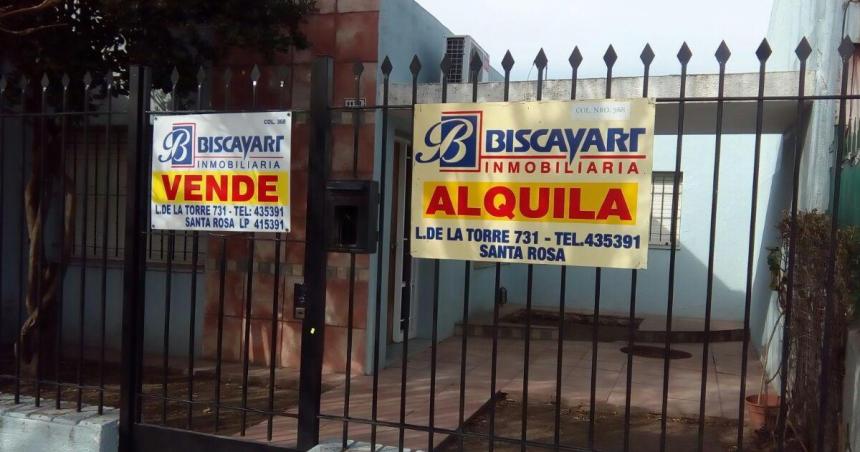 COL. 368
B BISCAYART
INMOBILIARIA
VENDE
L.DE LA TORRE 731 - TEL: 435391
SANTA ROSA LP 415391
COL. NRO. 368
B BISCAYART
INMOBILIARIA
ALQUILA
L.DE LA TORRE 731 - TEL.435391
SANTA ROSA